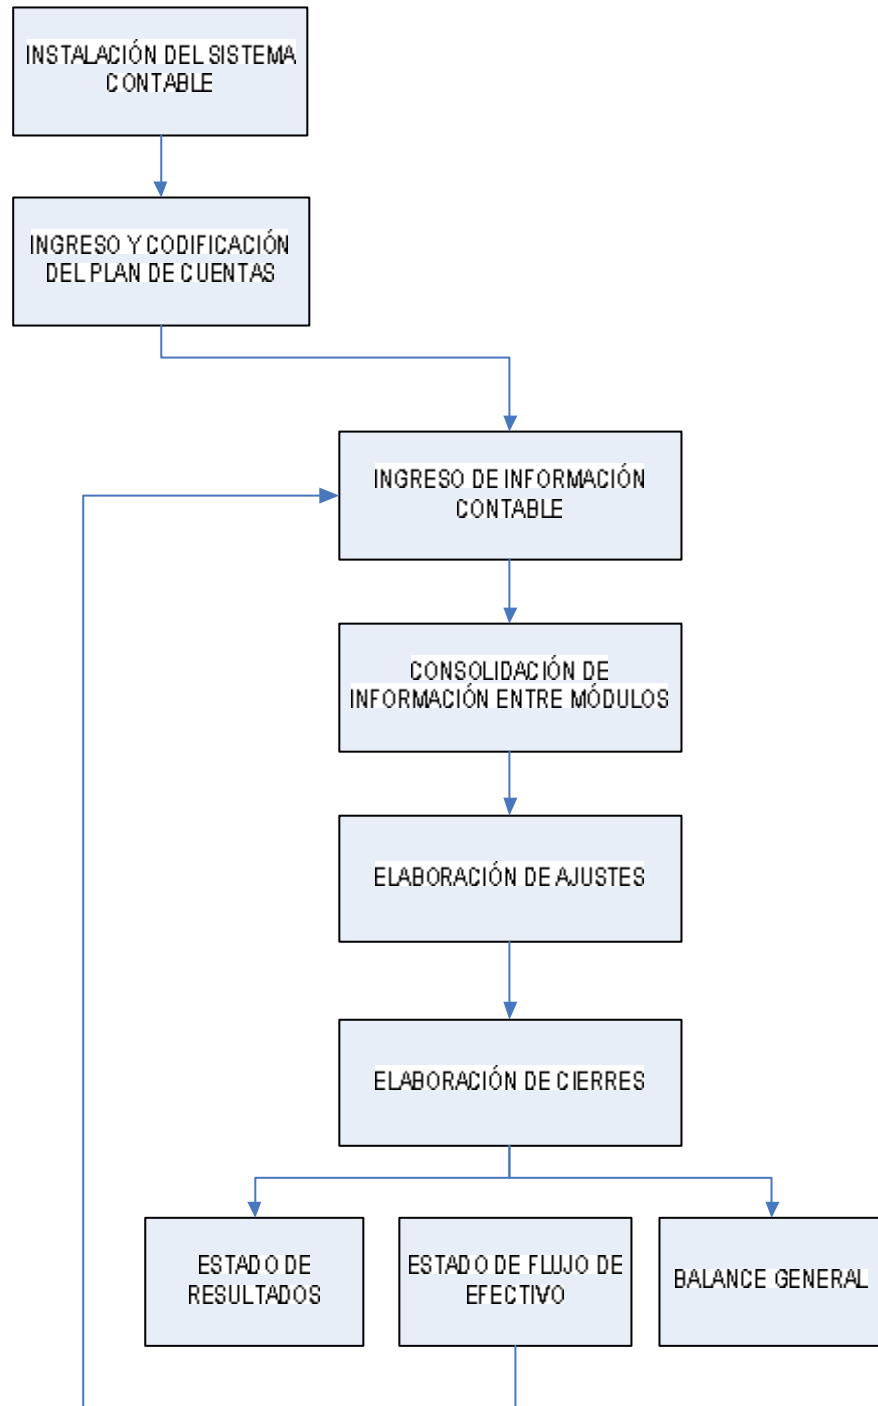 INSTALACIÓN DEL SISTEMA
CONTABLE
INGRESO Y CODIFICACIÓN
DEL PLAN DE CUENTAS
INGRESO DE INFORMACIÓN
CONTABLE
CONSOLIDACIÓN DE
INFORMACIÓN ENTRE MÓDULOS
ELABORACIÓN DE AJUSTES
ELABORACIÓN DE CIERRES
ESTADO DE
RESULTADOS
ESTADO DE FLUJO DE
EFECTIVO
BALANCE GENERAL